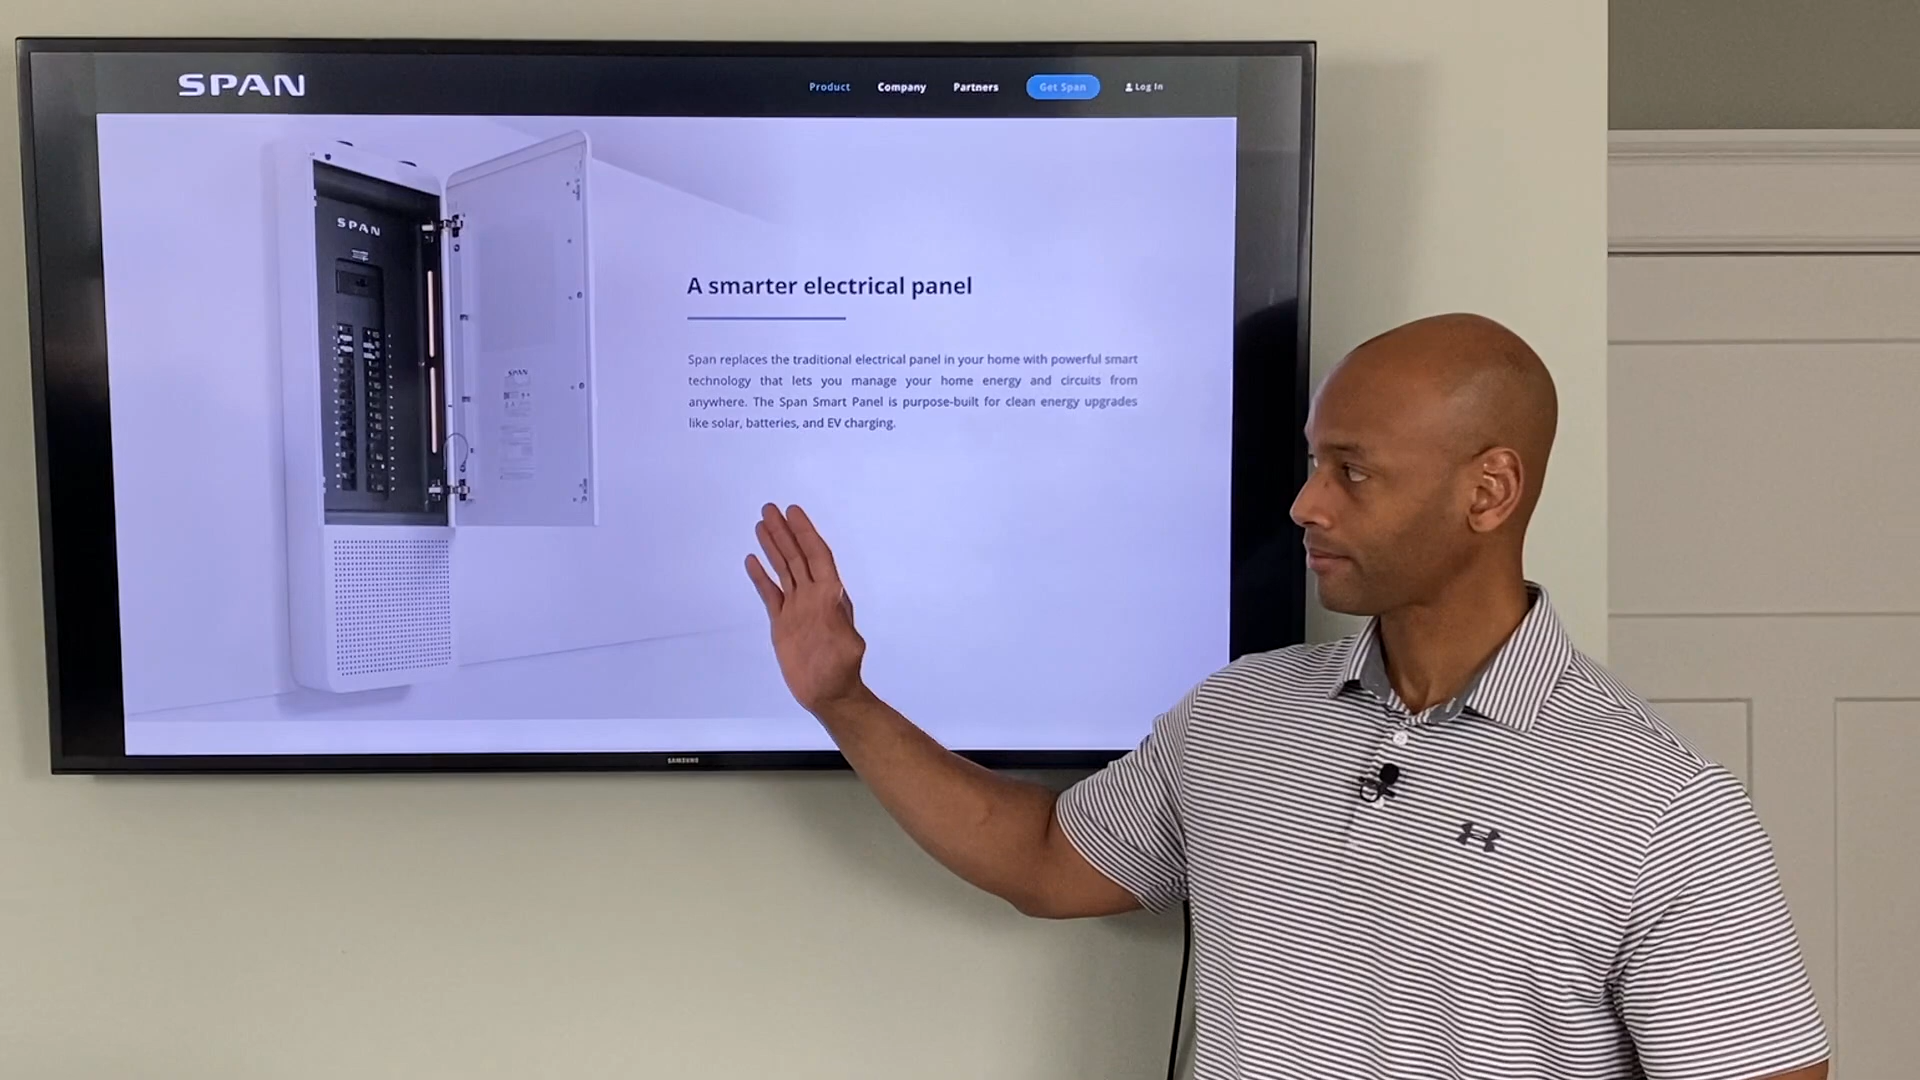 SPAN
Product Company Partners Get Span Log In
SPAN
A smarter electrical panel
Span replaces the traditional electrical panel in your home with powerful smart
technology that lets you manage your home energy and circuits from
anywhere. The Span Smart Panel is purpose-built for clean energy upgrades
like solar, batteries, and EV charging.
SPAN
SAMSUNG